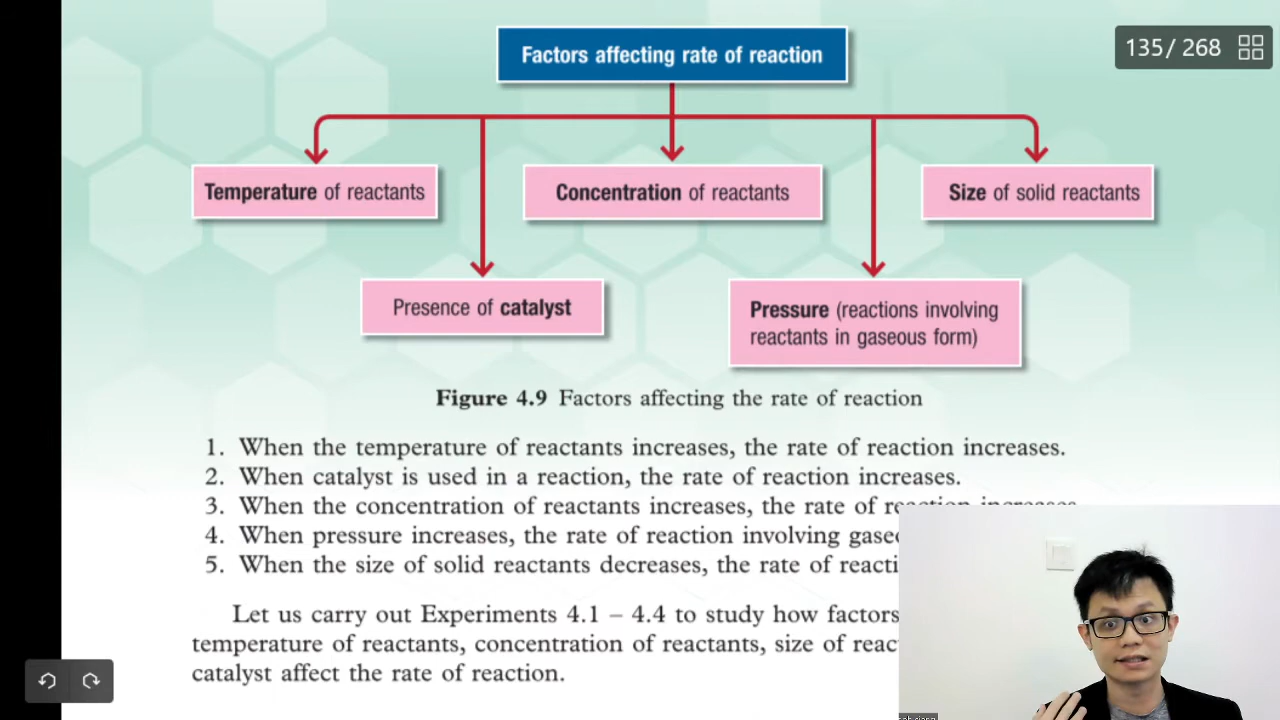 Factors affecting rate of reaction
135/ 268
Temperature of reactants
Concentration of reactants
Size of solid reactants
Presence of catalyst
Pressure (reactions involving
reactants in gaseous form)
Figure 4.9 Factors affecting the rate of reaction
1. When the temperature of reactants increases, the rate of reaction increases.
2. When catalyst is used in a reaction, the rate of reaction increases.
3. When the concentration of reactants increases, the rate of reaction increases
4. When pressure increases, the rate of reaction involving
5. When the size of solid reactants decreases, the rate of
Let us carry out Experiments 4.1 – 4.4 to study how factors
temperature of reactants, concentration of reactants, size of
catalyst affect the rate of reaction.